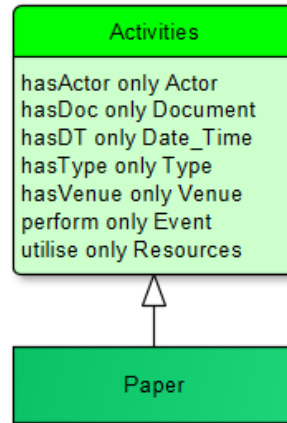 Activities
hasActor only Actor
hasDoc only Document
hasDT only Date_Time
hasType only Type
hasVenue only Venue
perform only Event
utilise only Resources
Paper